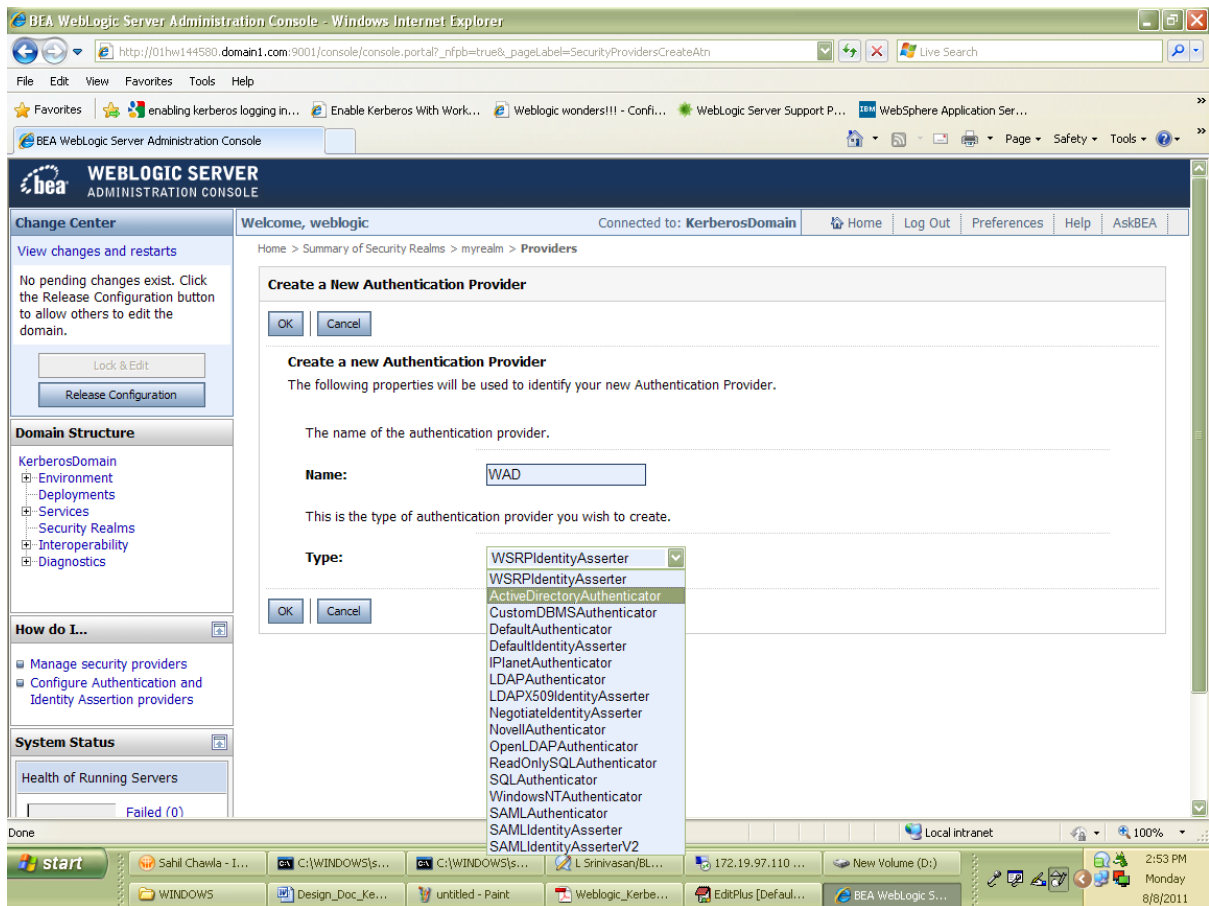 BEA WebLogic Server Administration Console - Windows Internet Explorer
http://01hw144580.domain1.com:9001/console/console.portal?_nfpb=true&_pageLabel=SecurityProvidersCreateAtn
Live Search
File Edit View Favorites Tools Help
Favorites enabling kerberos logging in... Enable Kerberos With Work... Weblogic wonders!!! - Confi... WebLogic Server Support P... IBM WebSphere Application Ser... »
BEA WebLogic Server Administration Console
Page Safety Tools »
bea WEBLOGIC SERVER
ADMINISTRATION CONSOLE
Change Center
View changes and restarts
No pending changes exist. Click
the Release Configuration button
to allow others to edit the
domain.
Lock & Edit
Release Configuration
Domain Structure
KerberosDomain
Environment
Deployments
Services
Security Realms
Interoperability
Diagnostics
How do I...
Manage security providers
Configure Authentication and
Identity Assertion providers
System Status
Health of Running Servers
Failed (0)
Welcome, weblogic
Connected to: KerberosDomain
Home Log Out Preferences Help AskBEA
Home > Summary of Security Realms > myrealm > Providers
Create a New Authentication Provider
OK Cancel
Create a new Authentication Provider
The following properties will be used to identify your new Authentication Provider.
The name of the authentication provider.
Name: WAD
This is the type of authentication provider you wish to create.
Type: WSRPIdentityAsserter
WSRPIdentityAsserter
ActiveDirectoryAuthenticator
CustomDBMSAuthenticator
DefaultAuthenticator
DefaultIdentityAsserter
IPlanetAuthenticator
LDAPAuthenticator
LDAPX509IdentityAsserter
NegotiateIdentityAsserter
NovellAuthenticator
OpenLDAPAuthenticator
ReadOnlySQLAuthenticator
SQLAuthenticator
WindowsNTAuthenticator
SAMLAuthenticator
SAMLIdentityAsserter
SAMLIdentityAsserterV2
OK Cancel
Done
Local intranet
100%
start
Sahil Chawla - I... C:\WINDOWS\s... C:\WINDOWS\s... L Srinivasan/BL... 172.19.97.110 ... New Volume (D:)
WINDOWS Design_Doc_Ke... untitled - Paint Weblogic_Kerbe... EditPlus [Defaul... BEA WebLogic S...
2:53 PM
Monday
8/8/2011